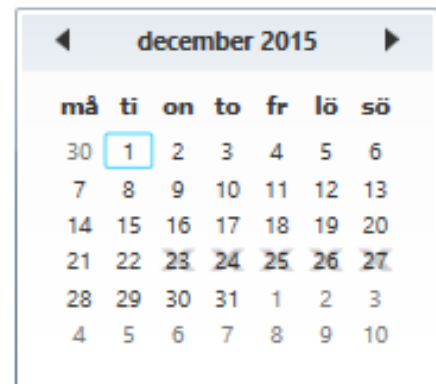 december 2015
må ti on to fr lö sö
30 1 2 3 4 5 6
7 8 9 10 11 12 13
14 15 16 17 18 19 20
21 22 23 24 25 26 27
28 29 30 31 1 2 3
4 5 6 7 8 9 10